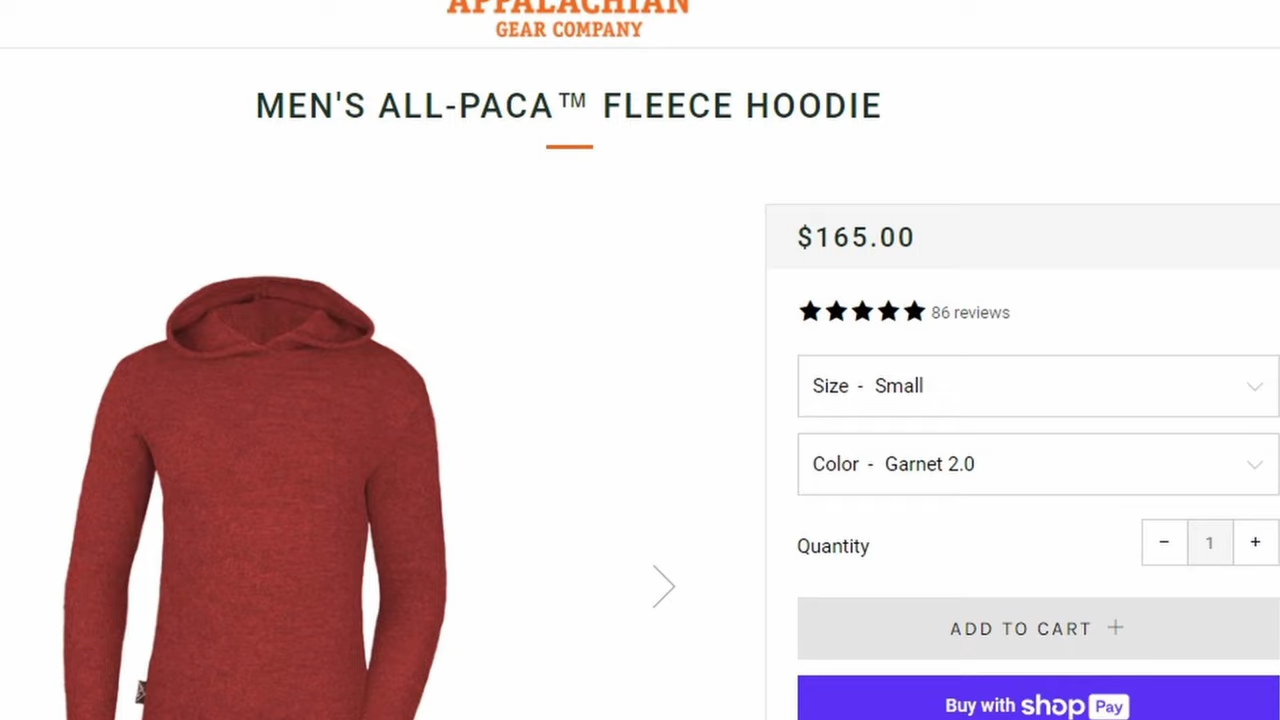 APPALACHIAN
GEAR COMPANY
MEN'S ALL-PACA™ FLEECE HOODIE
$165.00
86 reviews
Size - Small
Color - Garnet 2.0
Quantity
− 1 +
ADD TO CART +
Buy with shop Pay